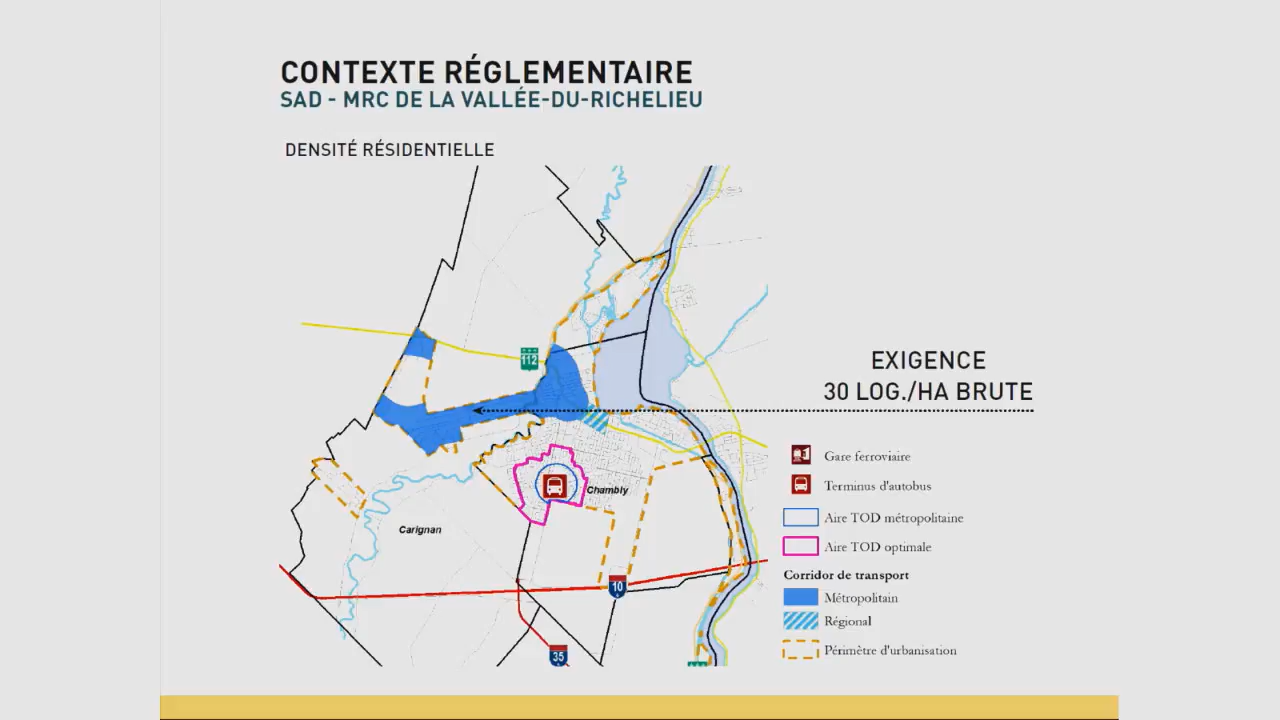 CONTEXTE RÉGLEMENTAIRE
SAD - MRC DE LA VALLÉE-DU-RICHELIEU
DENSITÉ RÉSIDENTIELLE
112
EXIGENCE
30 LOG./HA BRUTE
Chambly
Carignan
10
35
Gare ferroviaire
Terminus d'autobus
Aire TOD métropolitaine
Aire TOD optimale
Corridor de transport
Métropolitain
Régional
Périmètre d'urbanisation